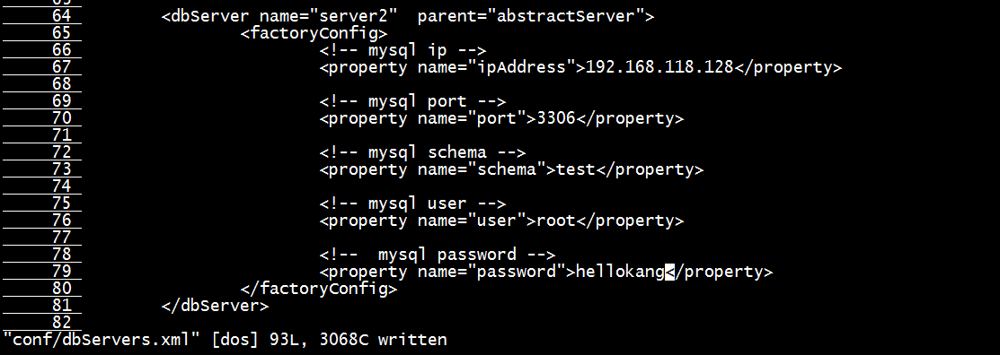 64 <dbServer name="server2"  parent="abstractServer">
65 <factoryConfig>
66 <!-- mysql ip -->
67 <property name="ipAddress">192.168.118.128</property>
68
69 <!-- mysql port -->
70 <property name="port">3306</property>
71
72 <!-- mysql schema -->
73 <property name="schema">test</property>
74
75 <!-- mysql user -->
76 <property name="user">root</property>
77
78 <!--  mysql password -->
79 <property name="password">hellokang</property>
80 </factoryConfig>
81 </dbServer>
82
"conf/dbServers.xml" [dos] 93L, 3068C written